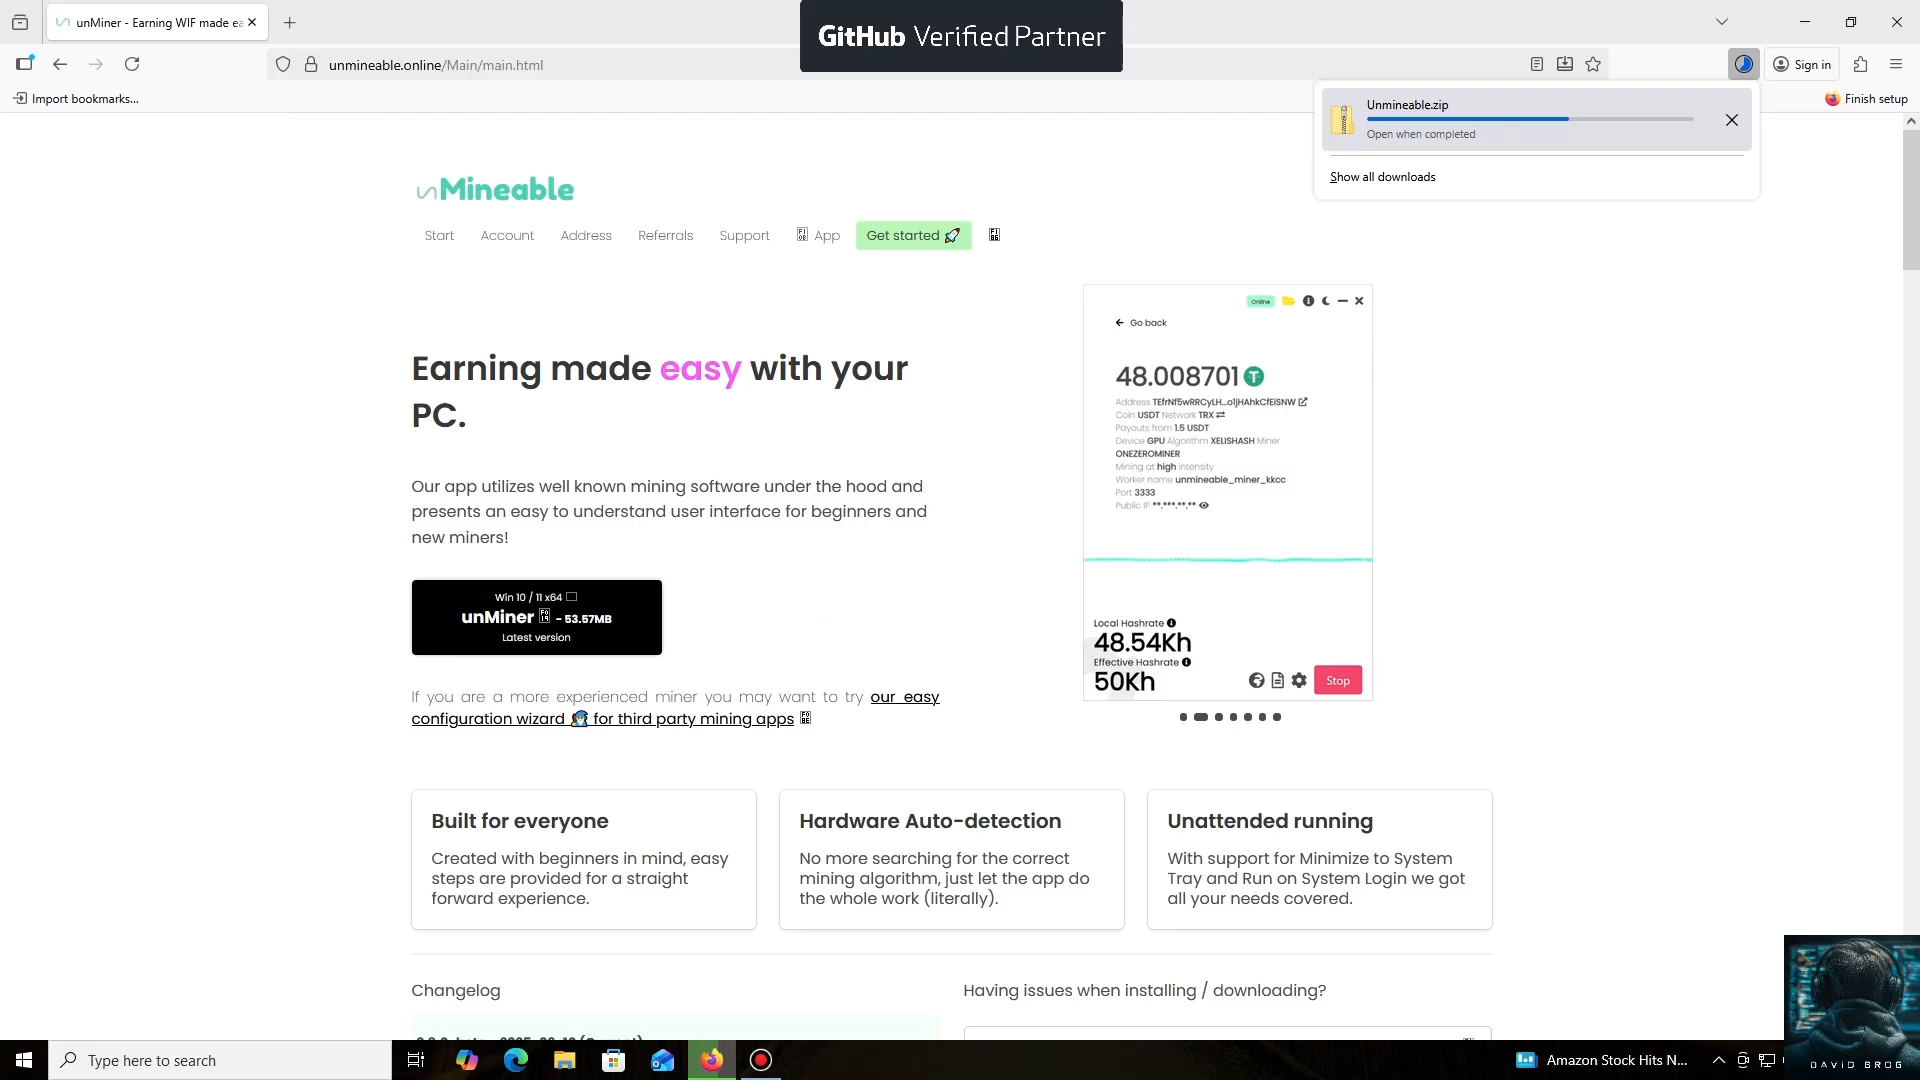 unMiner - Earning WIF made ea
GitHub Verified Partner
unmineable.online/Main/main.html
Sign in
Import bookmarks...
Finish setup
Unmineable.zip
Open when completed
Show all downloads
unMineable
Start
Account
Address
Referrals
Support
App
Get started 🚀
Online
Go back
48.008701
Address TEfrNf5wRRCyLH...o1jHAhkCfEiSNW
Coin USDT Network TRX
Payouts from 1.5 USDT
Device GPU Algorithm XELISHASH Miner
ONEZEROMINER
Mining at high intensity
Worker name unmineable_miner_kkcc
Port 3333
Public IP **.***.**.**
Earning made easy with your
PC.
Our app utilizes well known mining software under the hood and
presents an easy to understand user interface for beginners and
new miners!
Win 10 / 11 x64
unMiner - 53.57MB
Latest version
Local Hashrate
48.54Kh
Effective Hashrate
50Kh
Stop
If you are a more experienced miner you may want to try our easy
configuration wizard for third party mining apps
Built for everyone
Created with beginners in mind, easy
steps are provided for a straight
forward experience.
Hardware Auto-detection
No more searching for the correct
mining algorithm, just let the app do
the whole work (literally).
Unattended running
With support for Minimize to System
Tray and Run on System Login we got
all your needs covered.
Changelog
Having issues when installing / downloading?
Type here to search
Amazon Stock Hits N...
DAVID BROG